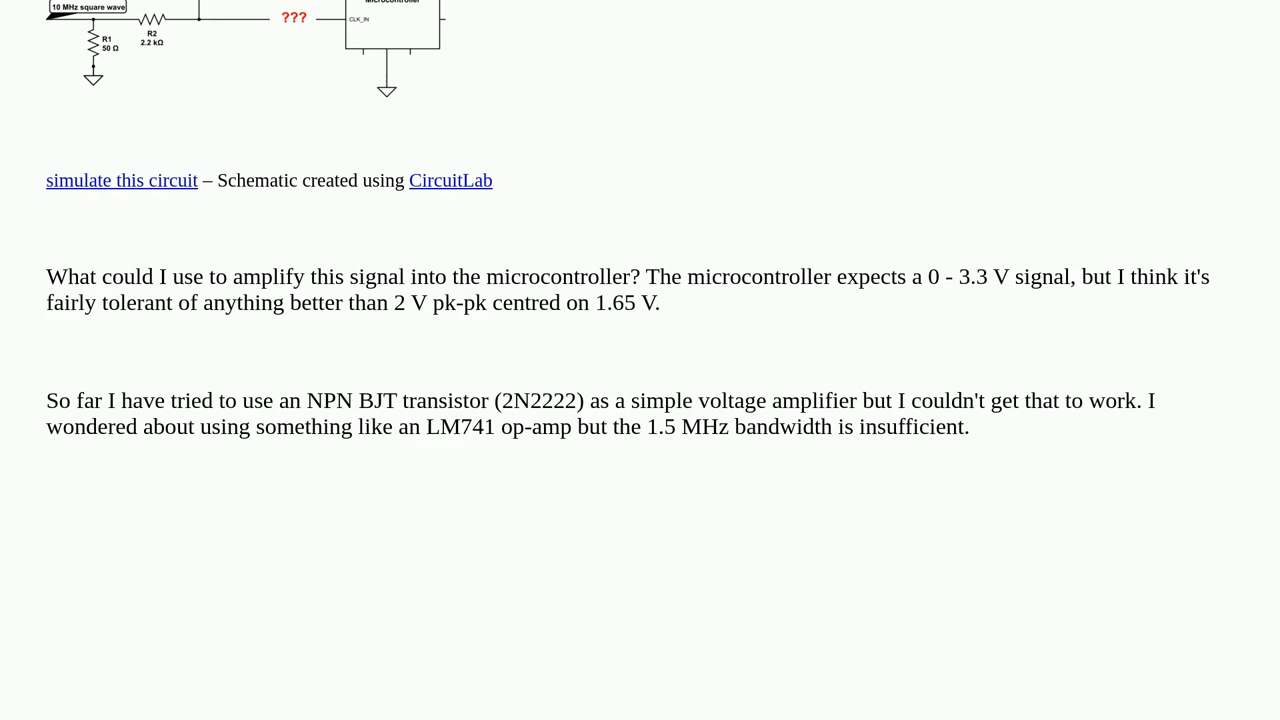 10 MHz square wave
Microcontroller
???
CLK_IN
R1
50 Ω
R2
2.2 kΩ
simulate this circuit – Schematic created using CircuitLab
What could I use to amplify this signal into the microcontroller? The microcontroller expects a 0 - 3.3 V signal, but I think it's
fairly tolerant of anything better than 2 V pk-pk centred on 1.65 V.
So far I have tried to use an NPN BJT transistor (2N2222) as a simple voltage amplifier but I couldn't get that to work. I
wondered about using something like an LM741 op-amp but the 1.5 MHz bandwidth is insufficient.